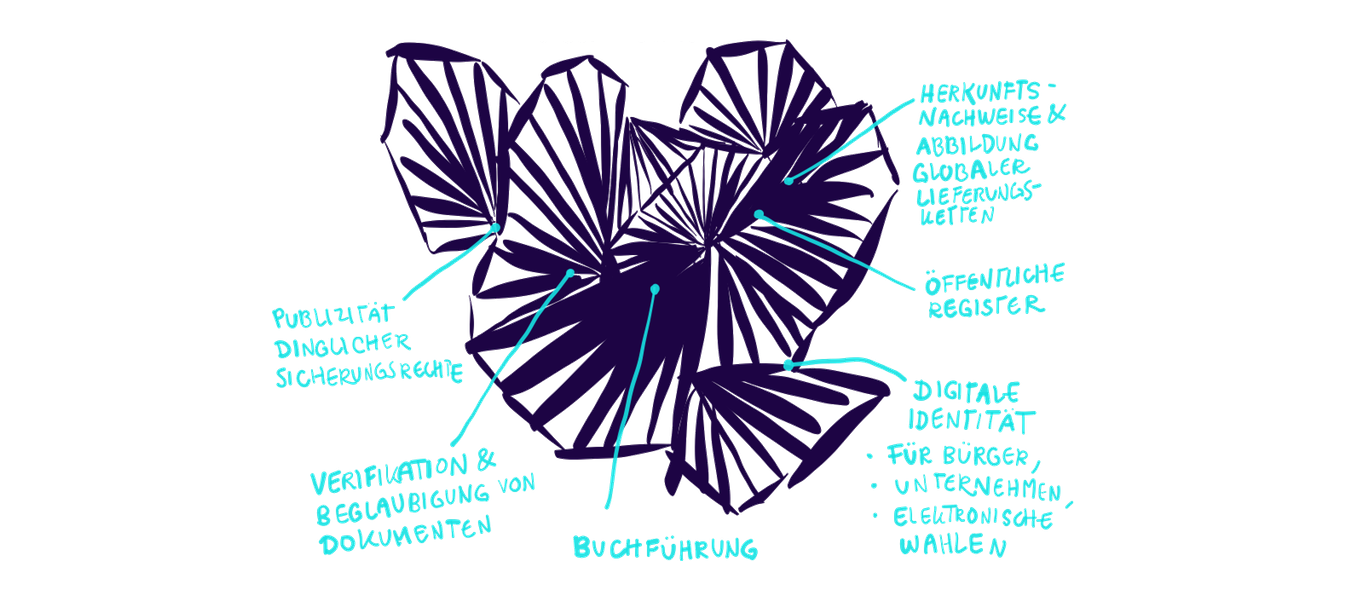 HERKUNFTS-
NACHWEISE &
ABBILDUNG
GLOBALER
LIEFERUNGS-
KETTEN
ÖFFENTLICHE
REGISTER
PUBLIZITÄT
DINGLICHER
SICHERUNGSRECHTE
DIGITALE
IDENTITÄT
• FÜR BÜRGER,
• UNTERNEHMEN,
• ELEKTRONISCHE
WAHLEN
VERIFIKATION &
BEGLAUBIGUNG VON
DOKUMENTEN
BUCHFÜHRUNG